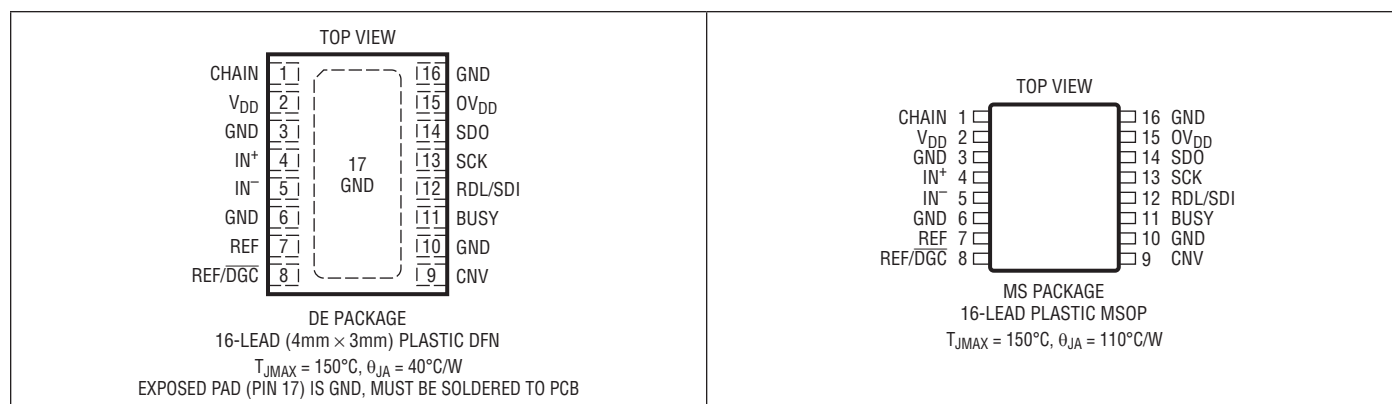 TOP VIEW
CHAIN 1 16 GND
VDD 2 15 OVDD
GND 3 14 SDO
IN+ 4 13 SCK
IN– 5 12 RDL/SDI
GND 6 11 BUSY
REF 7 10 GND
REF/DGC 8 9 CNV
17
GND
DE PACKAGE
16-LEAD (4mm × 3mm) PLASTIC DFN
TJMAX = 150°C, θJA = 40°C/W
EXPOSED PAD (PIN 17) IS GND, MUST BE SOLDERED TO PCB
TOP VIEW
CHAIN 1 16 GND
VDD 2 15 OVDD
GND 3 14 SDO
IN+ 4 13 SCK
IN– 5 12 RDL/SDI
GND 6 11 BUSY
REF 7 10 GND
REF/DGC 8 9 CNV
MS PACKAGE
16-LEAD PLASTIC MSOP
TJMAX = 150°C, θJA = 110°C/W